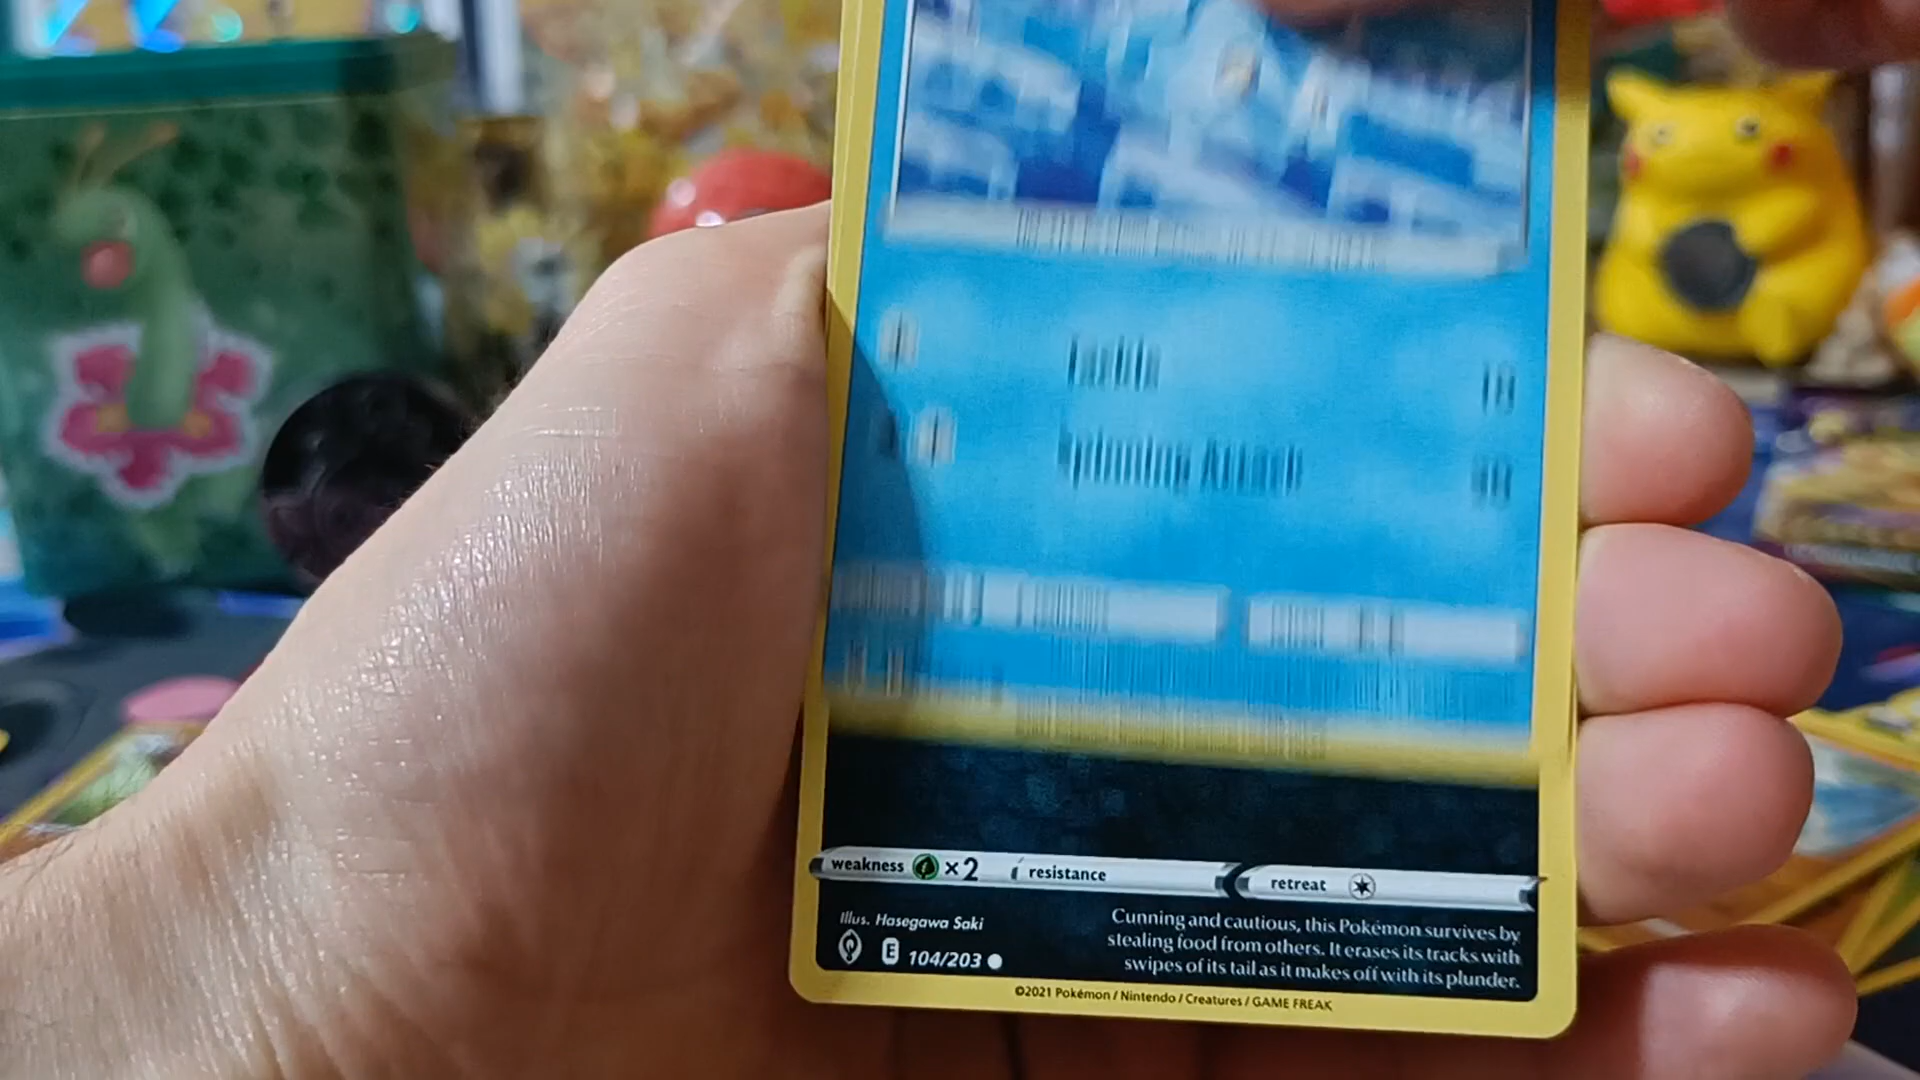 Spinning Attack
weakness ×2 resistance retreat
Illus. Hasegawa Saki
E 104/203
Cunning and cautious, this Pokémon survives by
stealing food from others. It erases its tracks with
swipes of its tail as it makes off with its plunder.
©2021 Pokémon / Nintendo / Creatures / GAME FREAK